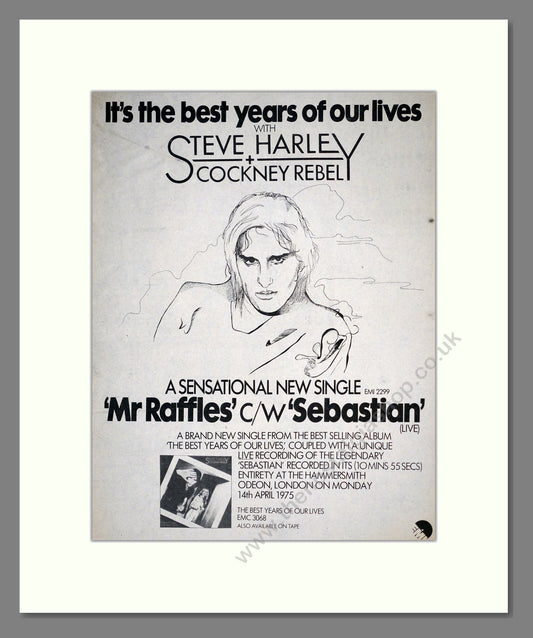 It's the best years of our lives
WITH
STEVE HARLEY
+
COCKNEY REBEL
A SENSATIONAL NEW SINGLE EMI 2299
'Mr Raffles' C/W 'Sebastian'
(LIVE)
A BRAND NEW SINGLE FROM THE BEST SELLING ALBUM
'THE BEST YEARS OF OUR LIVES', COUPLED WITH A UNIQUE
LIVE RECORDING OF THE LEGENDARY
'SEBASTIAN' RECORDED IN ITS (10 MINS 55 SECS)
ENTIRETY AT THE HAMMERSMITH
ODEON, LONDON ON MONDAY
14th APRIL 1975
THE BEST YEARS OF OUR LIVES
EMC 3068
ALSO AVAILABLE ON TAPE